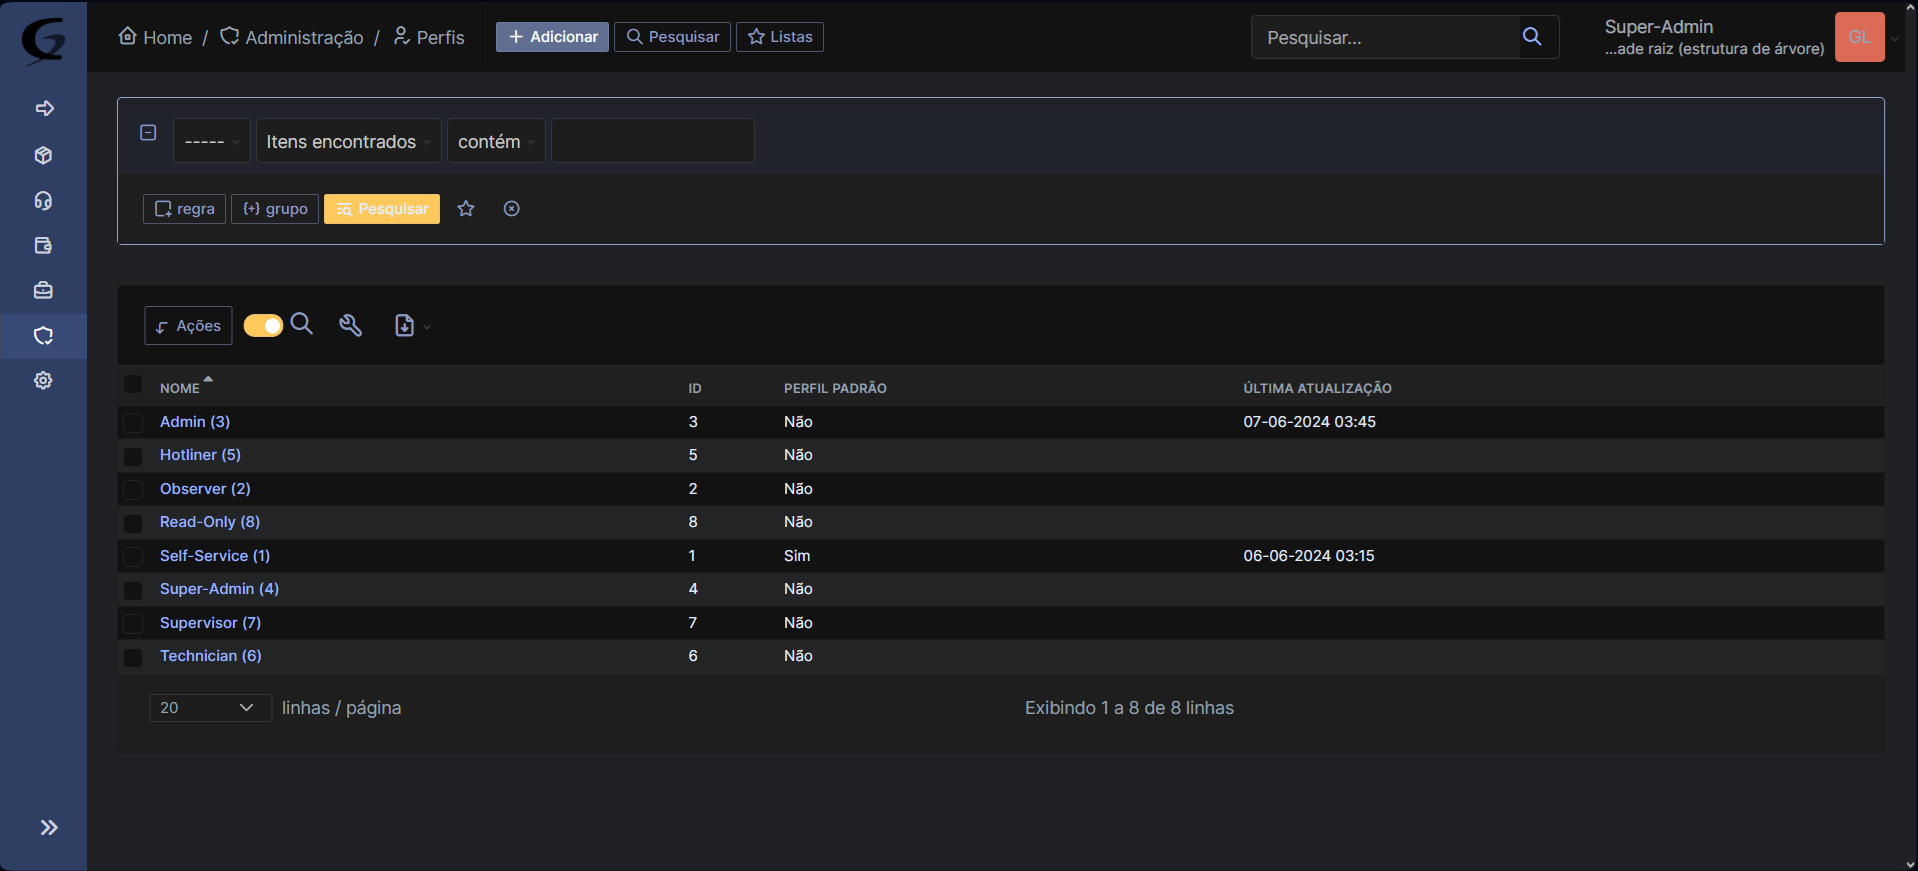 Home / Administração / Perfis
Adicionar
Pesquisar
Listas
Pesquisar...
Super-Admin
...ade raiz (estrutura de árvore)
GL
-----
Itens encontrados
contém
regra
{+} grupo
Pesquisar
Ações
NOME ID PERFIL PADRÃO ÚLTIMA ATUALIZAÇÃO
Admin (3) 3 Não 07-06-2024 03:45
Hotliner (5) 5 Não
Observer (2) 2 Não
Read-Only (8) 8 Não
Self-Service (1) 1 Sim 06-06-2024 03:15
Super-Admin (4) 4 Não
Supervisor (7) 7 Não
Technician (6) 6 Não
20 linhas / página
Exibindo 1 a 8 de 8 linhas